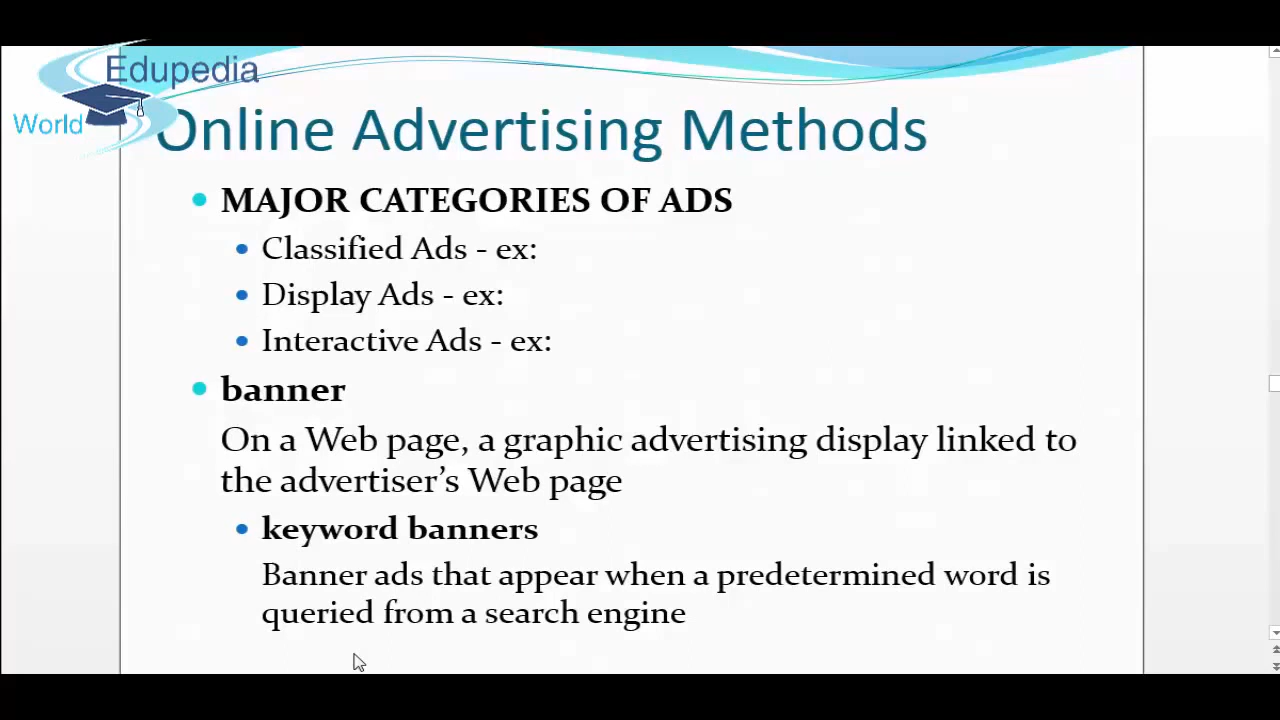 Edupedia
World
Online Advertising Methods
MAJOR CATEGORIES OF ADS
Classified Ads - ex:
Display Ads - ex:
Interactive Ads - ex:
banner
On a Web page, a graphic advertising display linked to
the advertiser’s Web page
keyword banners
Banner ads that appear when a predetermined word is
queried from a search engine